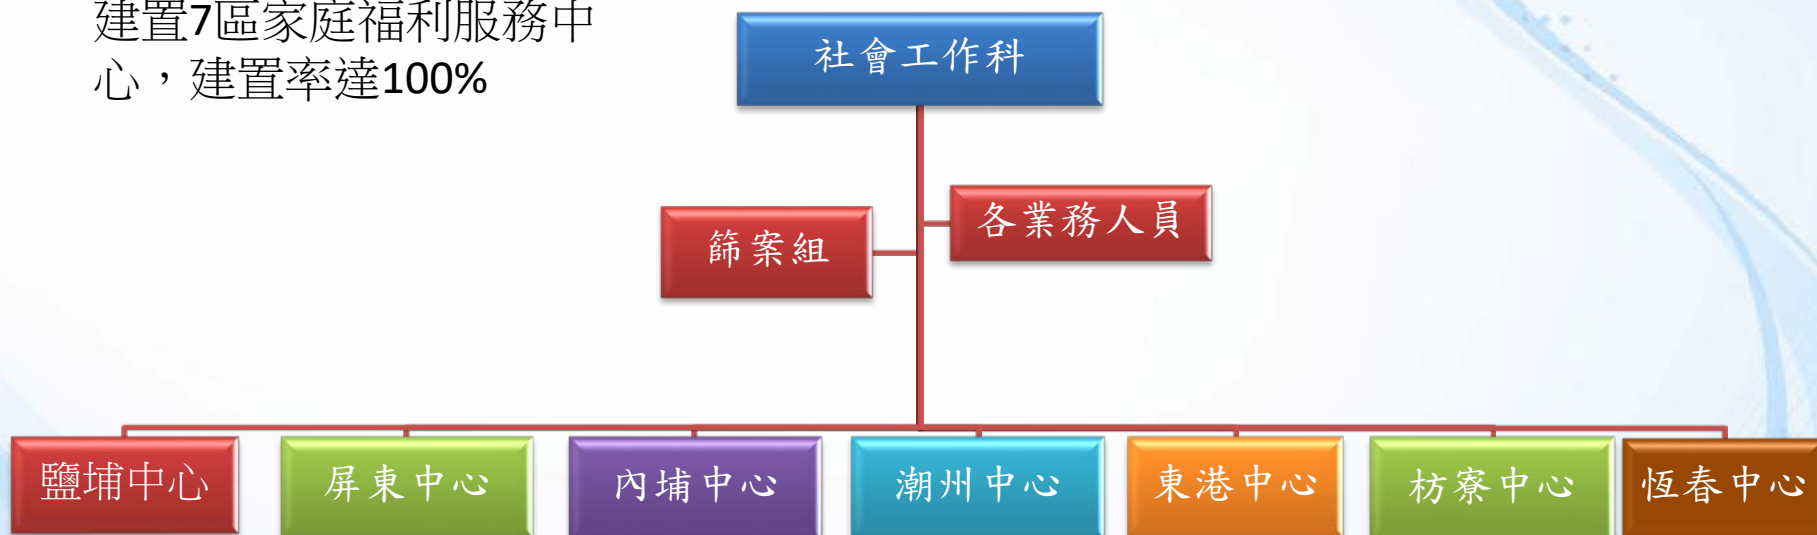 建置7區家庭福利服務中
心，建置率達100%
社會工作科
各業務人員
篩案組
鹽埔中心
屏東中心
內埔中心
潮州中心
東港中心
枋寮中心
恆春中心